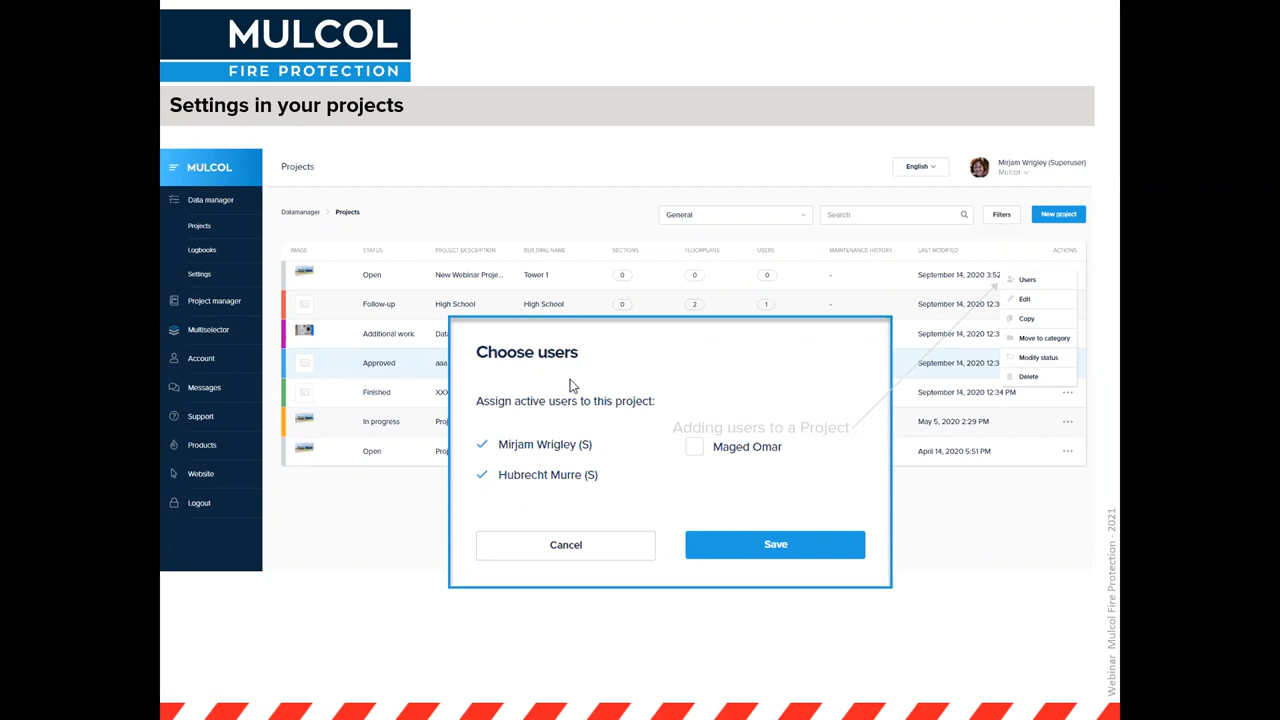 MULCOL
FIRE PROTECTION
Settings in your projects
MULCOL
Projects
English
Mirjam Wrigley (Superuser)
Mulcol
Data manager
Projects
Logbooks
Settings
Project manager
Multiselector
Account
Messages
Support
Products
Website
Logout
Datamanager > Projects
General
Search
Filters
New project
IMAGE STATUS PROJECT DESCRIPTION BUILDING NAME SECTIONS FLOORPLANS USERS MAINTENANCE HISTORY LAST MODIFIED ACTIONS
Open New Webinar Proje... Tower 1 0 0 0 - September 14, 2020 3:52
Follow-up High School High School 0 2 1 - September 14, 2020 12:3
Additional work Dat September 14, 2020 12:3
Approved aaa September 14, 2020 12:3
Finished XXX September 14, 2020 12:34 PM ...
In progress Proj May 5, 2020 2:29 PM ...
Open Proj April 14, 2020 5:51 PM ...
Users
Edit
Copy
Move to category
Modify status
Delete
Choose users
Assign active users to this project:
Adding users to a Project
Mirjam Wrigley (S)
Maged Omar
Hubrecht Murre (S)
Cancel
Save
Webinar Mulcol Fire Protection - 2021